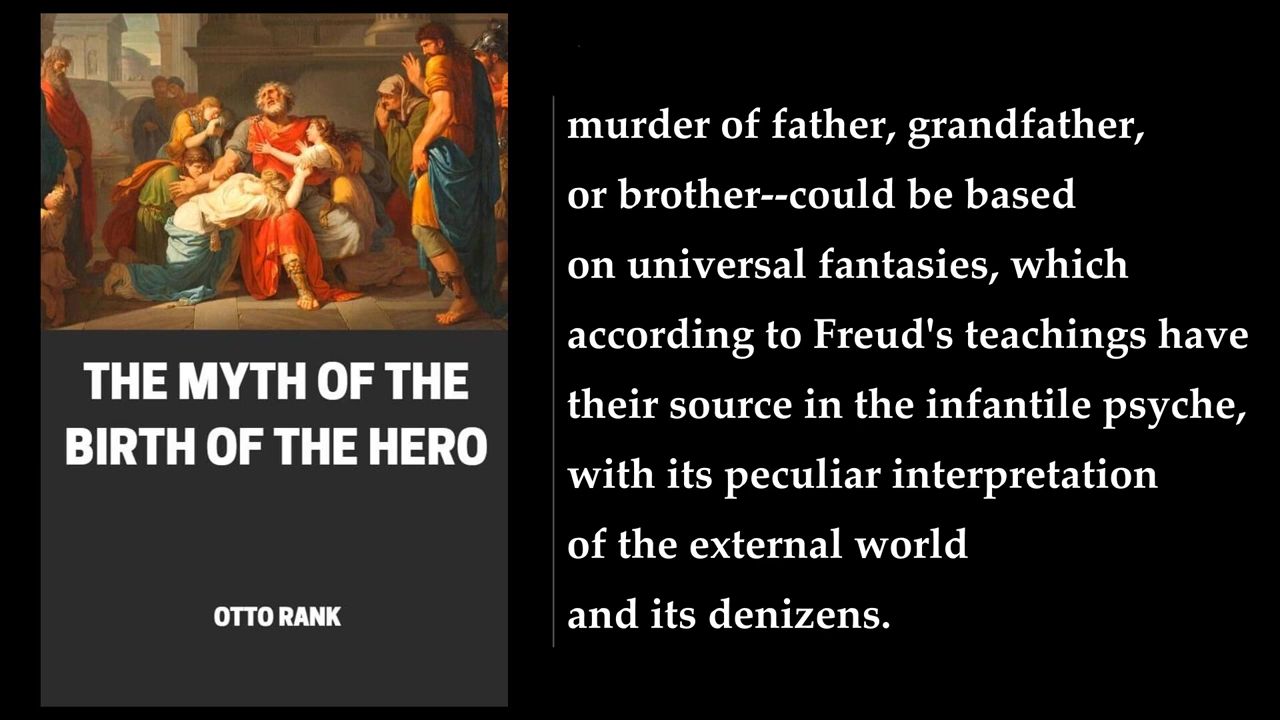 THE MYTH OF THE
BIRTH OF THE HERO
OTTO RANK
murder of father, grandfather,
or brother--could be based
on universal fantasies, which
according to Freud's teachings have
their source in the infantile psyche,
with its peculiar interpretation
of the external world
and its denizens.